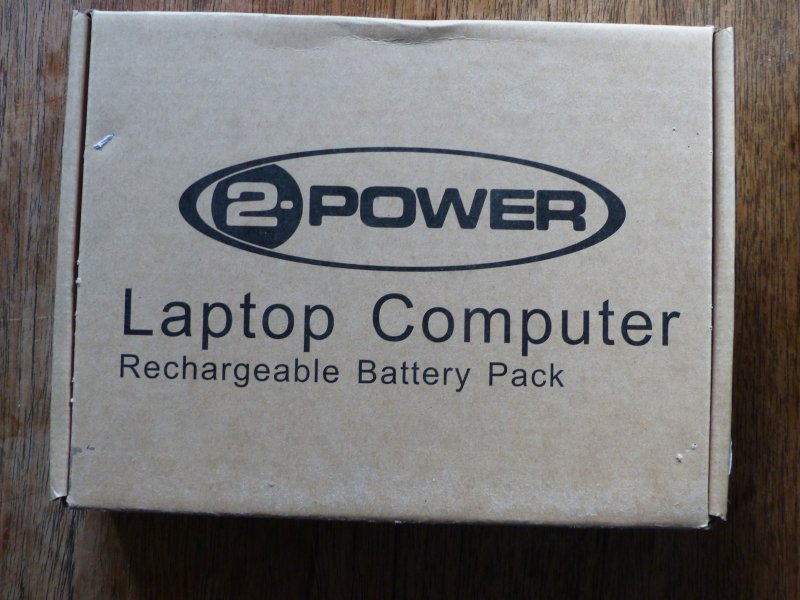 2-POWER
Laptop Computer
Rechargeable Battery Pack